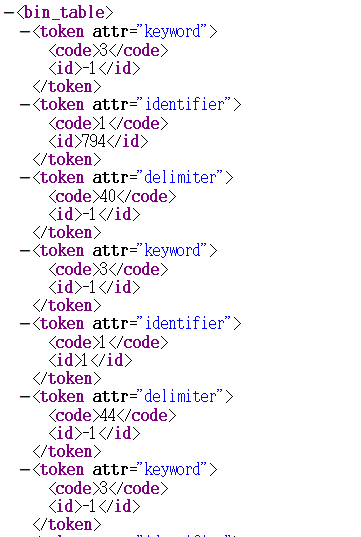 −<bin_table>
−<token attr="keyword">
<code>3</code>
<id>-1</id>
</token>
−<token attr="identifier">
<code>1</code>
<id>794</id>
</token>
−<token attr="delimiter">
<code>40</code>
<id>-1</id>
</token>
−<token attr="keyword">
<code>3</code>
<id>-1</id>
</token>
−<token attr="identifier">
<code>1</code>
<id>1</id>
</token>
−<token attr="delimiter">
<code>44</code>
<id>-1</id>
</token>
−<token attr="keyword">
<code>3</code>
<id>-1</id>
</token>